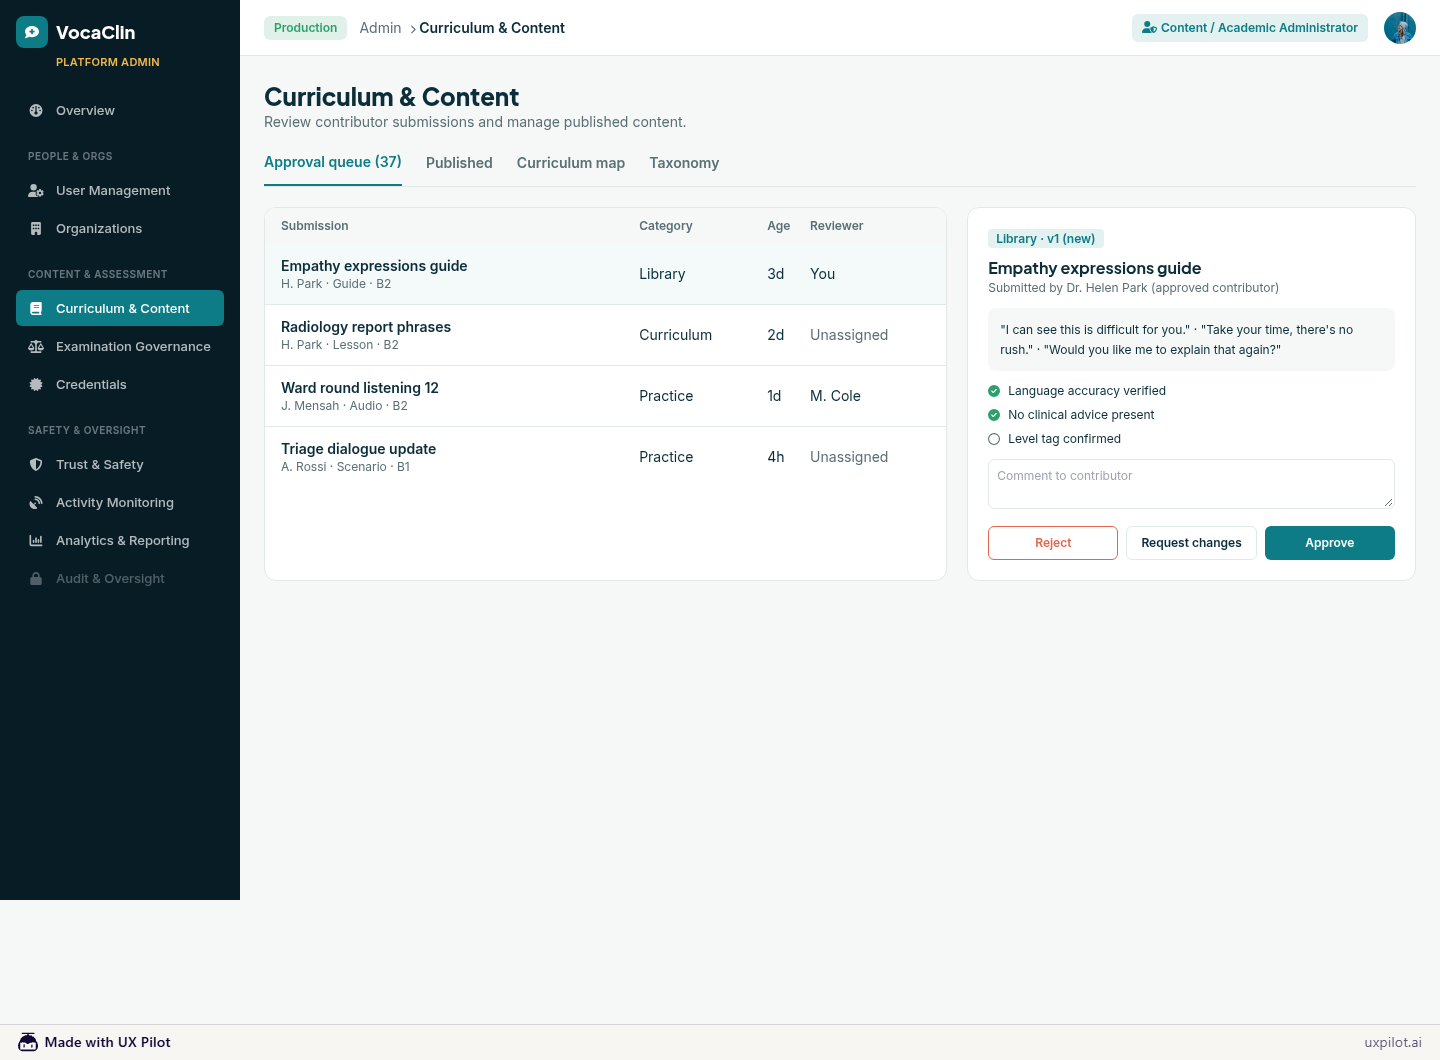 VocaClin
PLATFORM ADMIN
Overview
PEOPLE & ORGS
User Management
Organizations
CONTENT & ASSESSMENT
Curriculum & Content
Examination Governance
Credentials
SAFETY & OVERSIGHT
Trust & Safety
Activity Monitoring
Analytics & Reporting
Audit & Oversight
Production Admin > Curriculum & Content Content / Academic Administrator
Curriculum & Content
Review contributor submissions and manage published content.
Approval queue (37) Published Curriculum map Taxonomy
Submission Category Age Reviewer
Empathy expressions guide
H. Park · Guide · B2
Library 3d You
Radiology report phrases
H. Park · Lesson · B2
Curriculum 2d Unassigned
Ward round listening 12
J. Mensah · Audio · B2
Practice 1d M. Cole
Triage dialogue update
A. Rossi · Scenario · B1
Practice 4h Unassigned
Library · v1 (new)
Empathy expressions guide
Submitted by Dr. Helen Park (approved contributor)
"I can see this is difficult for you." · "Take your time, there's no
rush." · "Would you like me to explain that again?"
Language accuracy verified
No clinical advice present
Level tag confirmed
Comment to contributor
Reject Request changes Approve
Made with UX Pilot
uxpilot.ai